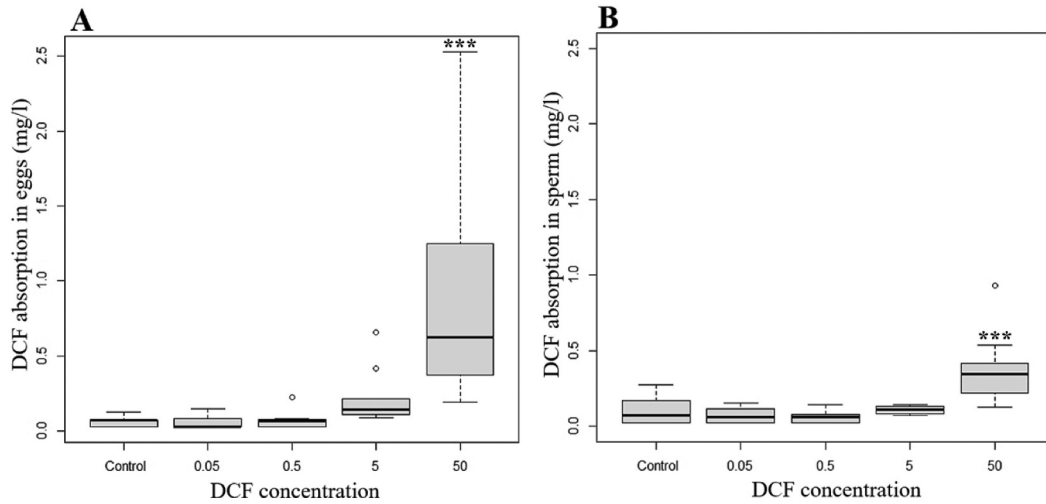 A
DCF absorption in eggs (mg/l)
2.5
2.0
1.5
1.0
0.5
0.0
***
Control 0.05 0.5 5 50
DCF concentration
B
DCF absorption in sperm (mg/l)
2.5
2.0
1.5
1.0
0.5
0.0
***
Control 0.05 0.5 5 50
DCF concentration